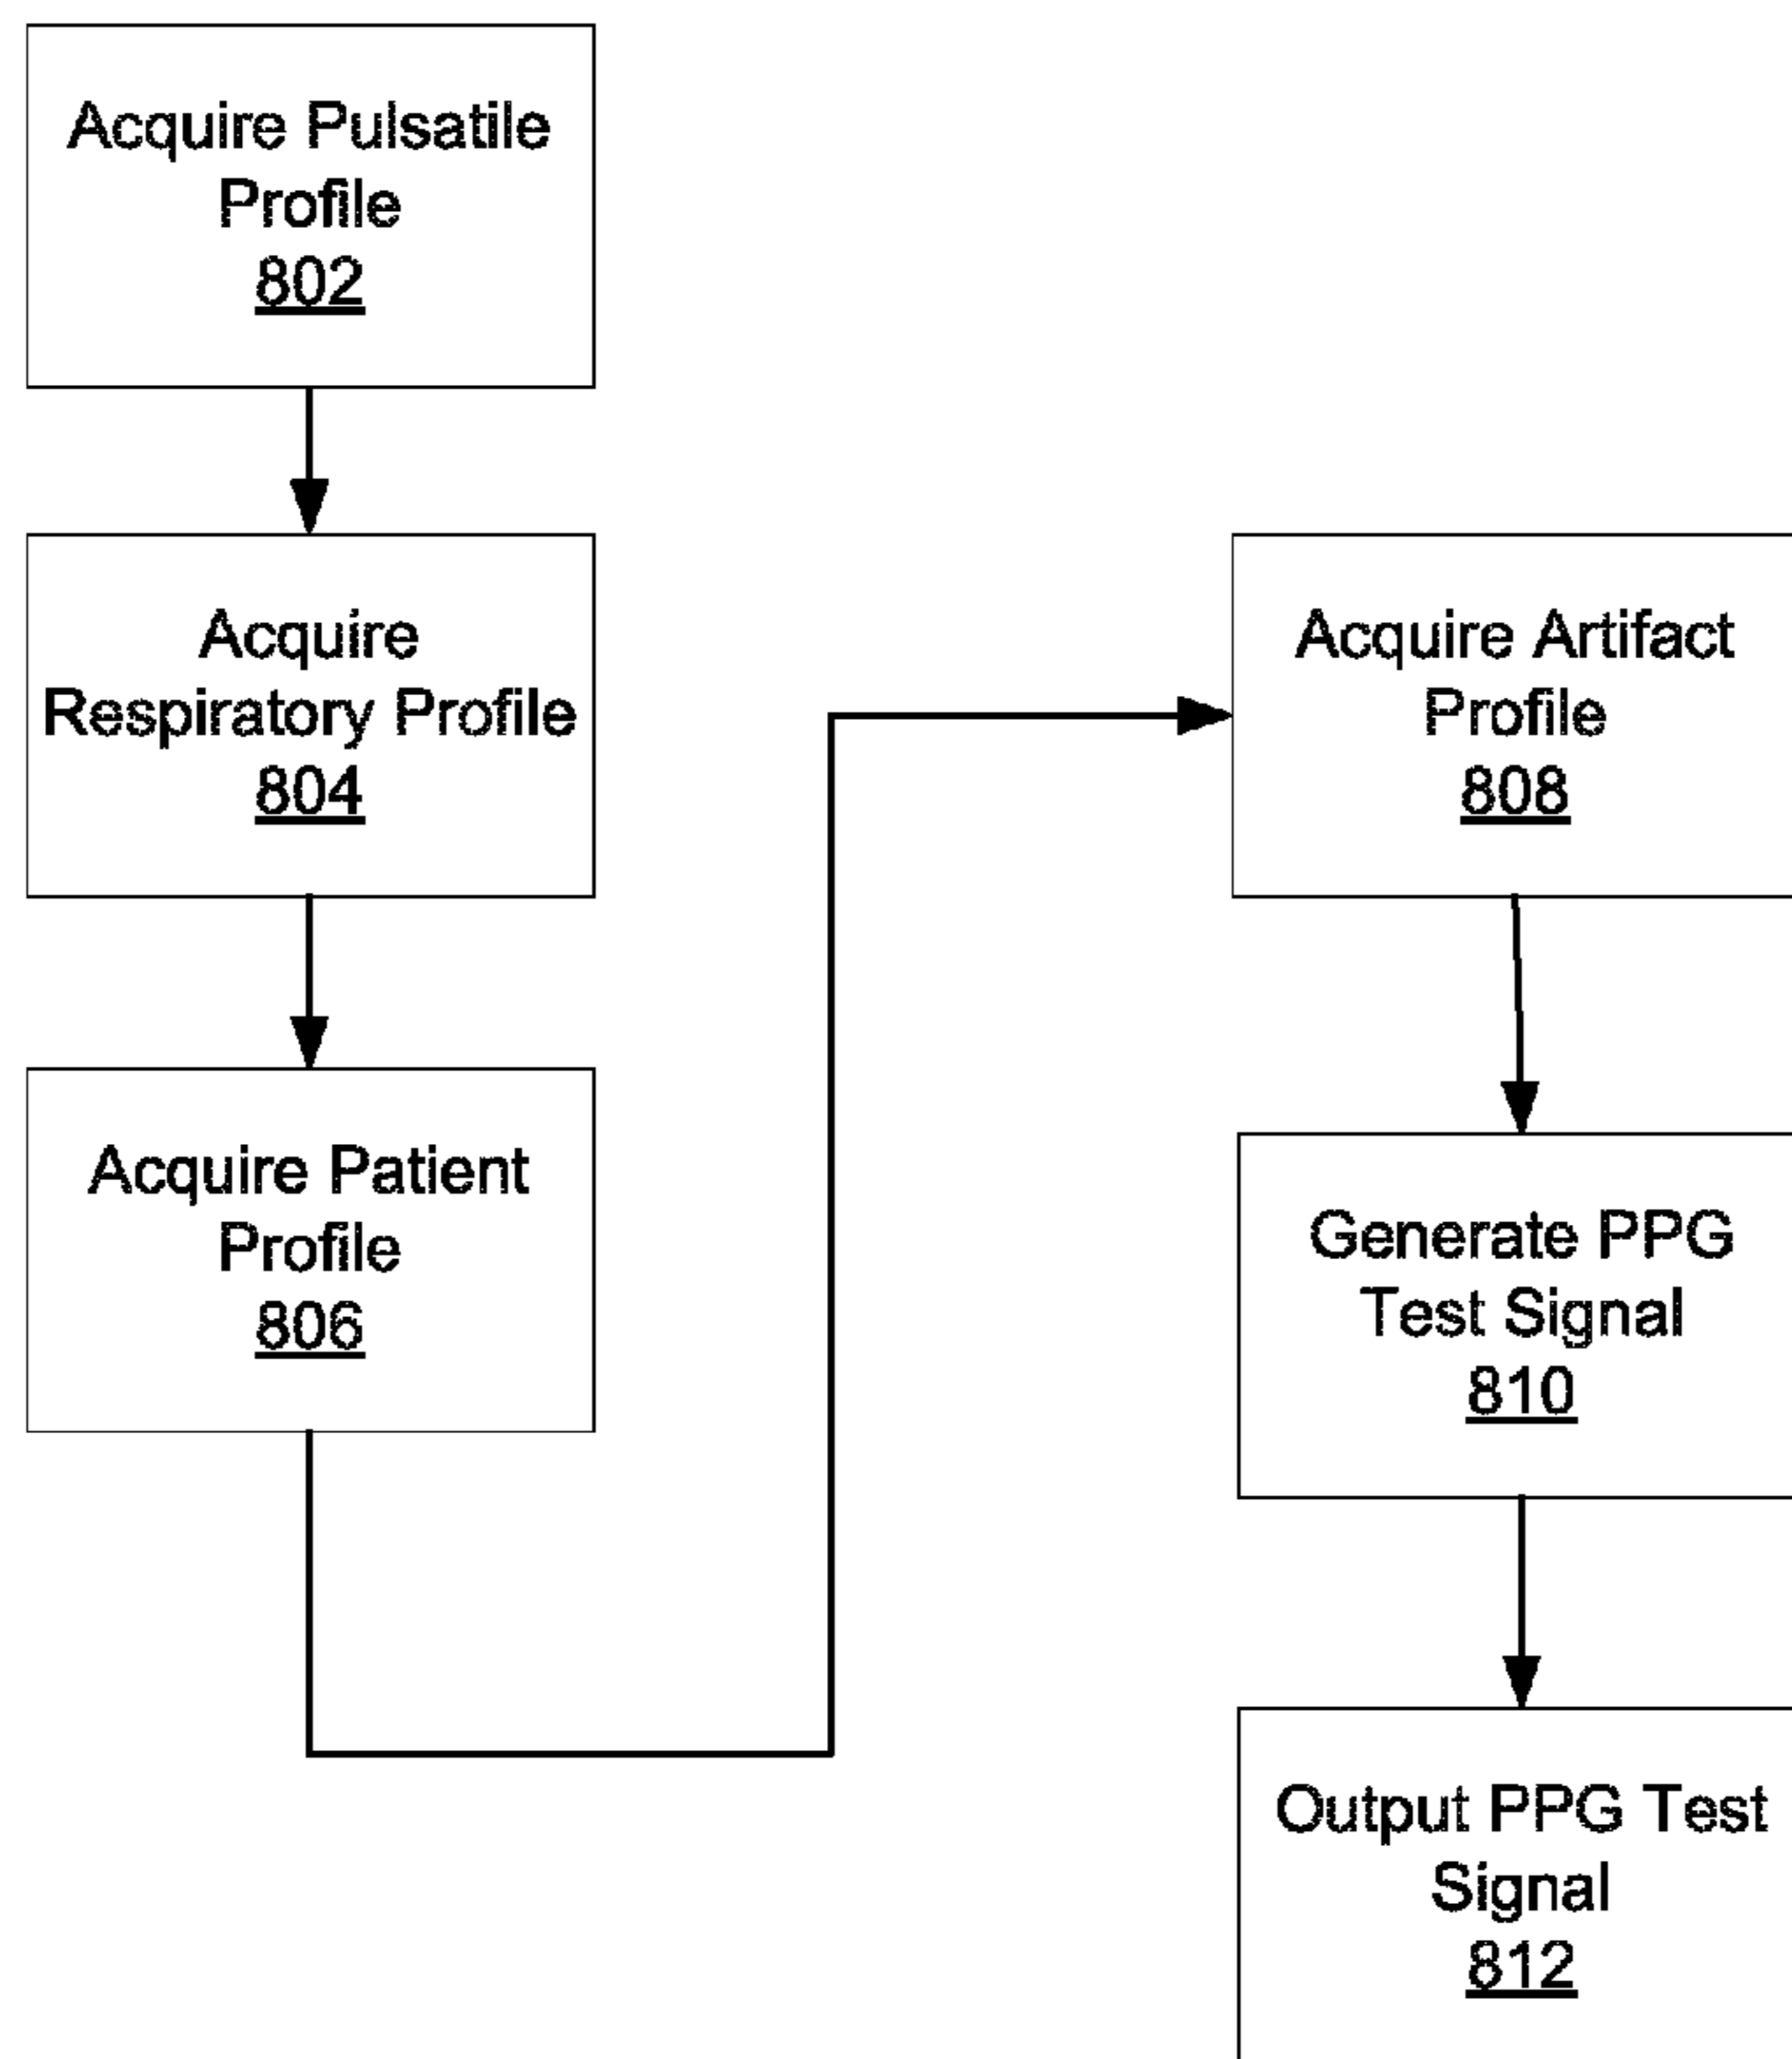 Acquire Pulsatile
Profile
802
Acquire
Respiratory Profile
804
Acquire Patient
Profile
806
Acquire Artifact
Profile
808
Generate PPG
Test Signal
810
Output PPG Test
Signal
812